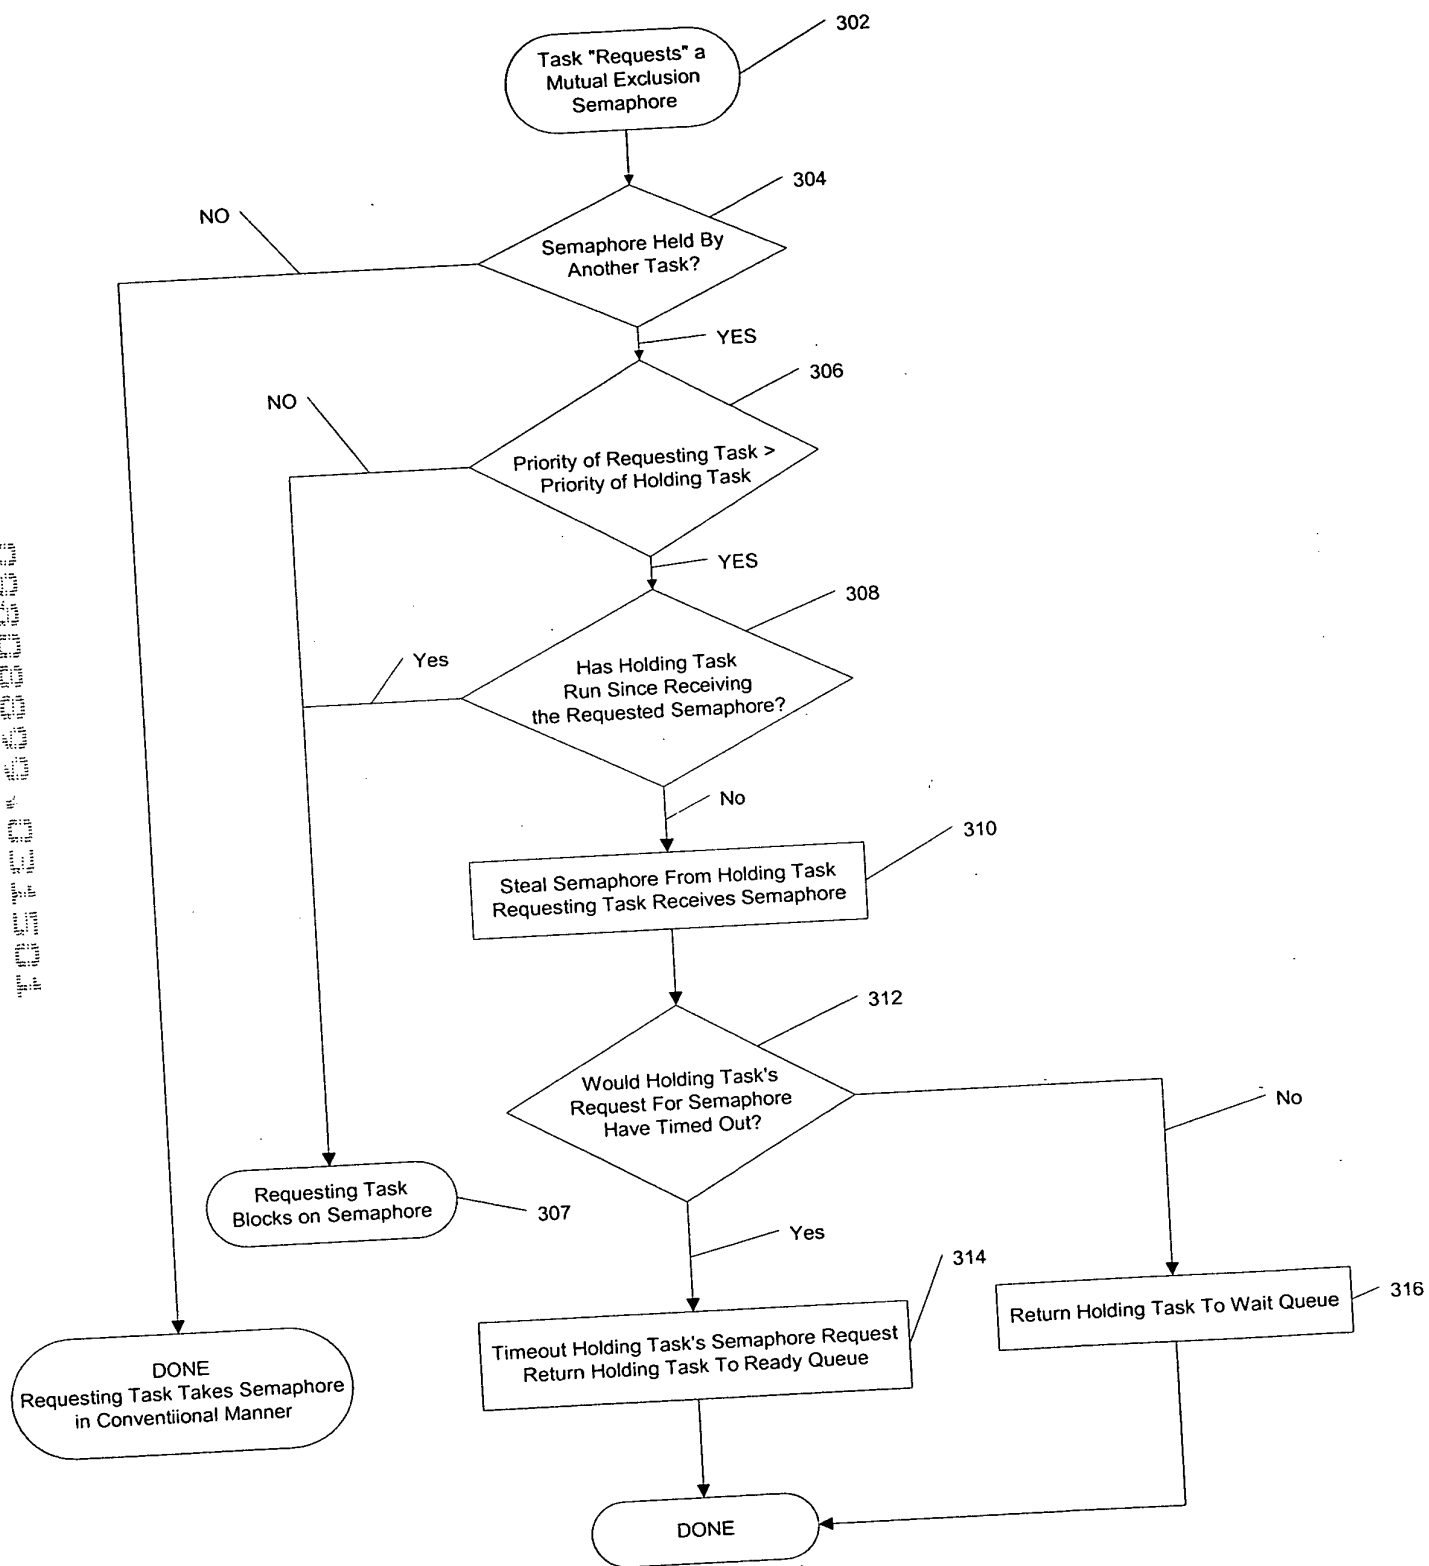 302
Task "Requests" a
Mutual Exclusion
Semaphore
304
NO
Semaphore Held By
Another Task?
YES
306
NO
Priority of Requesting Task >
Priority of Holding Task
YES
308
Yes
Has Holding Task
Run Since Receiving
the Requested Semaphore?
No
310
Steal Semaphore From Holding Task
Requesting Task Receives Semaphore
312
Would Holding Task's
Request For Semaphore
Have Timed Out?
No
Requesting Task
Blocks on Semaphore
307
Yes
314
316
Return Holding Task To Wait Queue
Timeout Holding Task's Semaphore Request
Return Holding Task To Ready Queue
DONE
Requesting Task Takes Semaphore
in Conventiional Manner
DONE